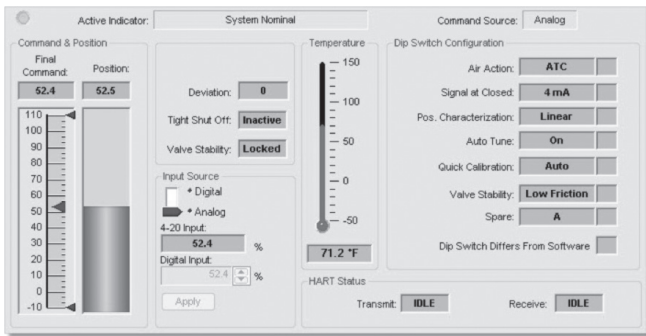 Active Indicator: System Nominal
Command Source: Analog
Command & Position
Final Command:
Position:
52.4
52.5
110
100
90
80
70
60
50
40
30
20
10
0
-10
Deviation: 0
Tight Shut Off: Inactive
Valve Stability: Locked
Input Source
* Digital
* Analog
4-20 Input:
52.4 %
Digital Input:
52.4 %
Apply
Temperature
150
100
50
0
-50
71.2 °F
Dip Switch Configuration
Air Action: ATC
Signal at Closed: 4 mA
Pos. Characterization: Linear
Auto Tune: On
Quick Calibration: Auto
Valve Stability: Low Friction
Spare: A
Dip Switch Differs From Software
HART Status
Transmit: IDLE
Receive: IDLE